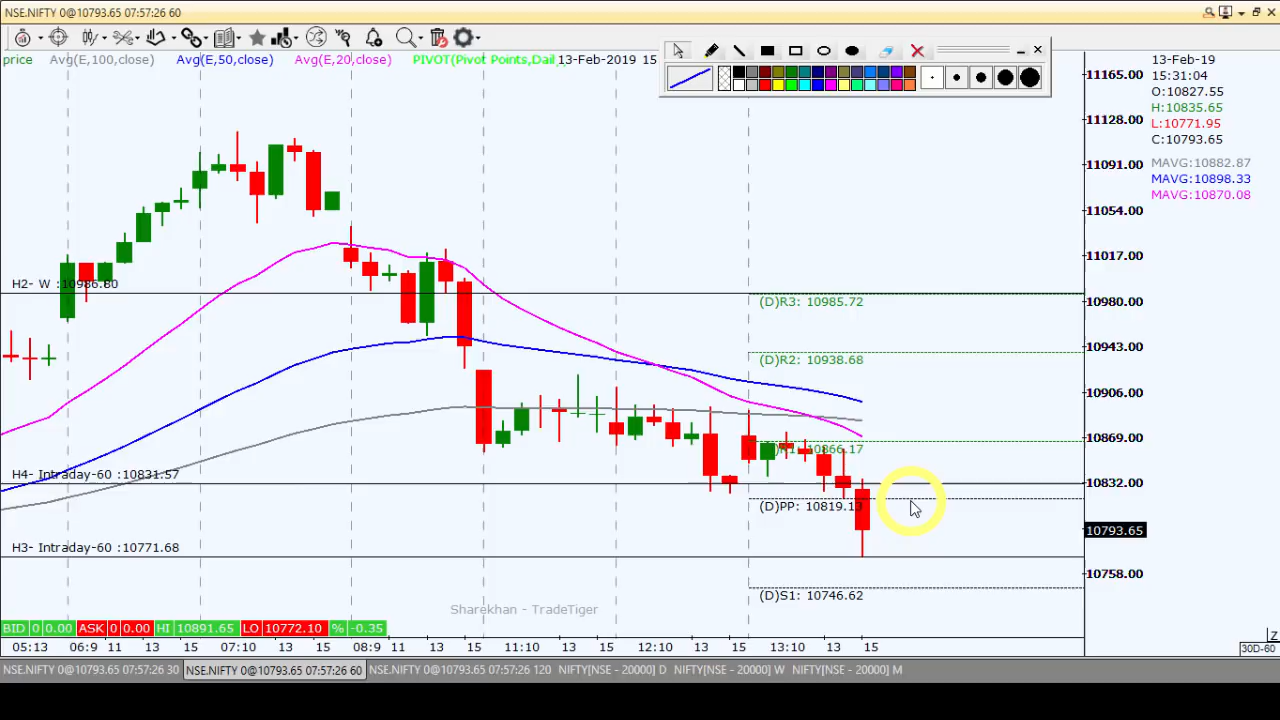 NSE.NIFTY 0@10793.65 07:57:26 60
price Avg(E,100,close) Avg(E,50,close) Avg(E,20,close) PIVOT(Pivot Points,Dail,) 13-Feb-2019 15
13-Feb-19
15:31:04
O:10827.55
H:10835.65
L:10771.95
C:10793.65
MAVG:10882.87
MAVG:10898.33
MAVG:10870.08
11165.00
11128.00
11091.00
11054.00
11017.00
10980.00
10943.00
10906.00
10869.00
10832.00
10793.65
10758.00
H2- W :10986.80
(D)R3: 10985.72
(D)R2: 10938.68
10866.17
H4- Intraday-60 :10831.57
(D)PP: 10819.13
H3- Intraday-60 :10771.68
(D)S1: 10746.62
Sharekhan - TradeTiger
BID 0 0.00 ASK 0 0.00 HI 10891.65 LO 10772.10 % -0.35
05:13 06:9 11 13 15 07:10 13 15 08:9 11 13 15 11:10 13 15 12:10 13 15 13:10 13 15
Z
30D-60
NSE.NIFTY 0@10793.65 07:57:26 30 NSE.NIFTY 0@10793.65 07:57:26 60 NSE.NIFTY 0@10793.65 07:57:26 120 NIFTY[NSE - 20000] D NIFTY[NSE - 20000] W NIFTY[NSE - 20000] M